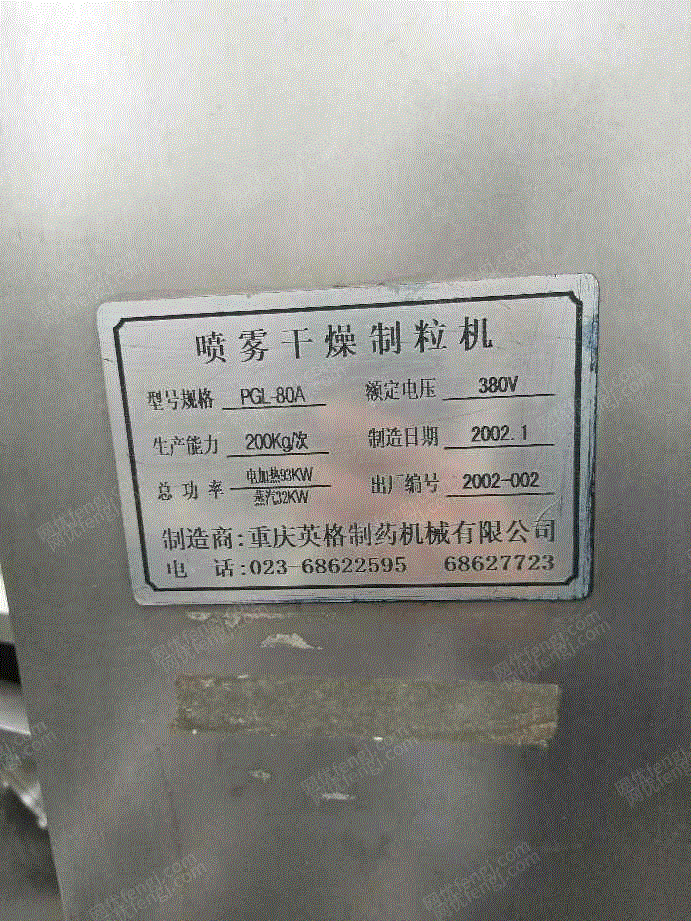 喷雾干燥制粒机
型号规格 PGL-80A 额定电压 380V
生产能力 200Kg/次 制造日期 2002.1
总功率 电加热93KW 蒸汽32KW 出厂编号 2002-002
制造商:重庆英格制药机械有限公司
电 话:023-68622595 68627723